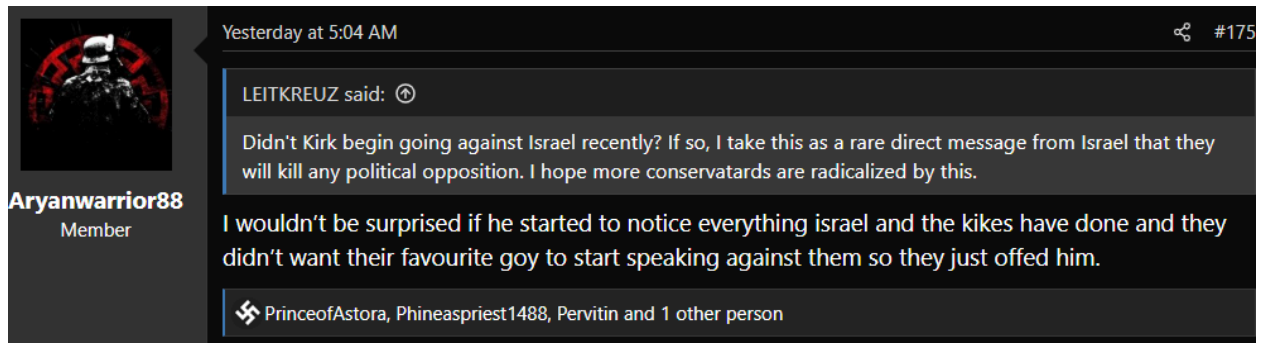 Yesterday at 5:04 AM
#175
LEITKREUZ said:
Didn't Kirk begin going against Israel recently? If so, I take this as a rare direct message from Israel that they
will kill any political opposition. I hope more conservatards are radicalized by this.
Aryanwarrior88
Member
I wouldn’t be surprised if he started to notice everything israel and the kikes have done and they
didn’t want their favourite goy to start speaking against them so they just offed him.
PrinceofAstora, Phineaspriest1488, Pervitin and 1 other person